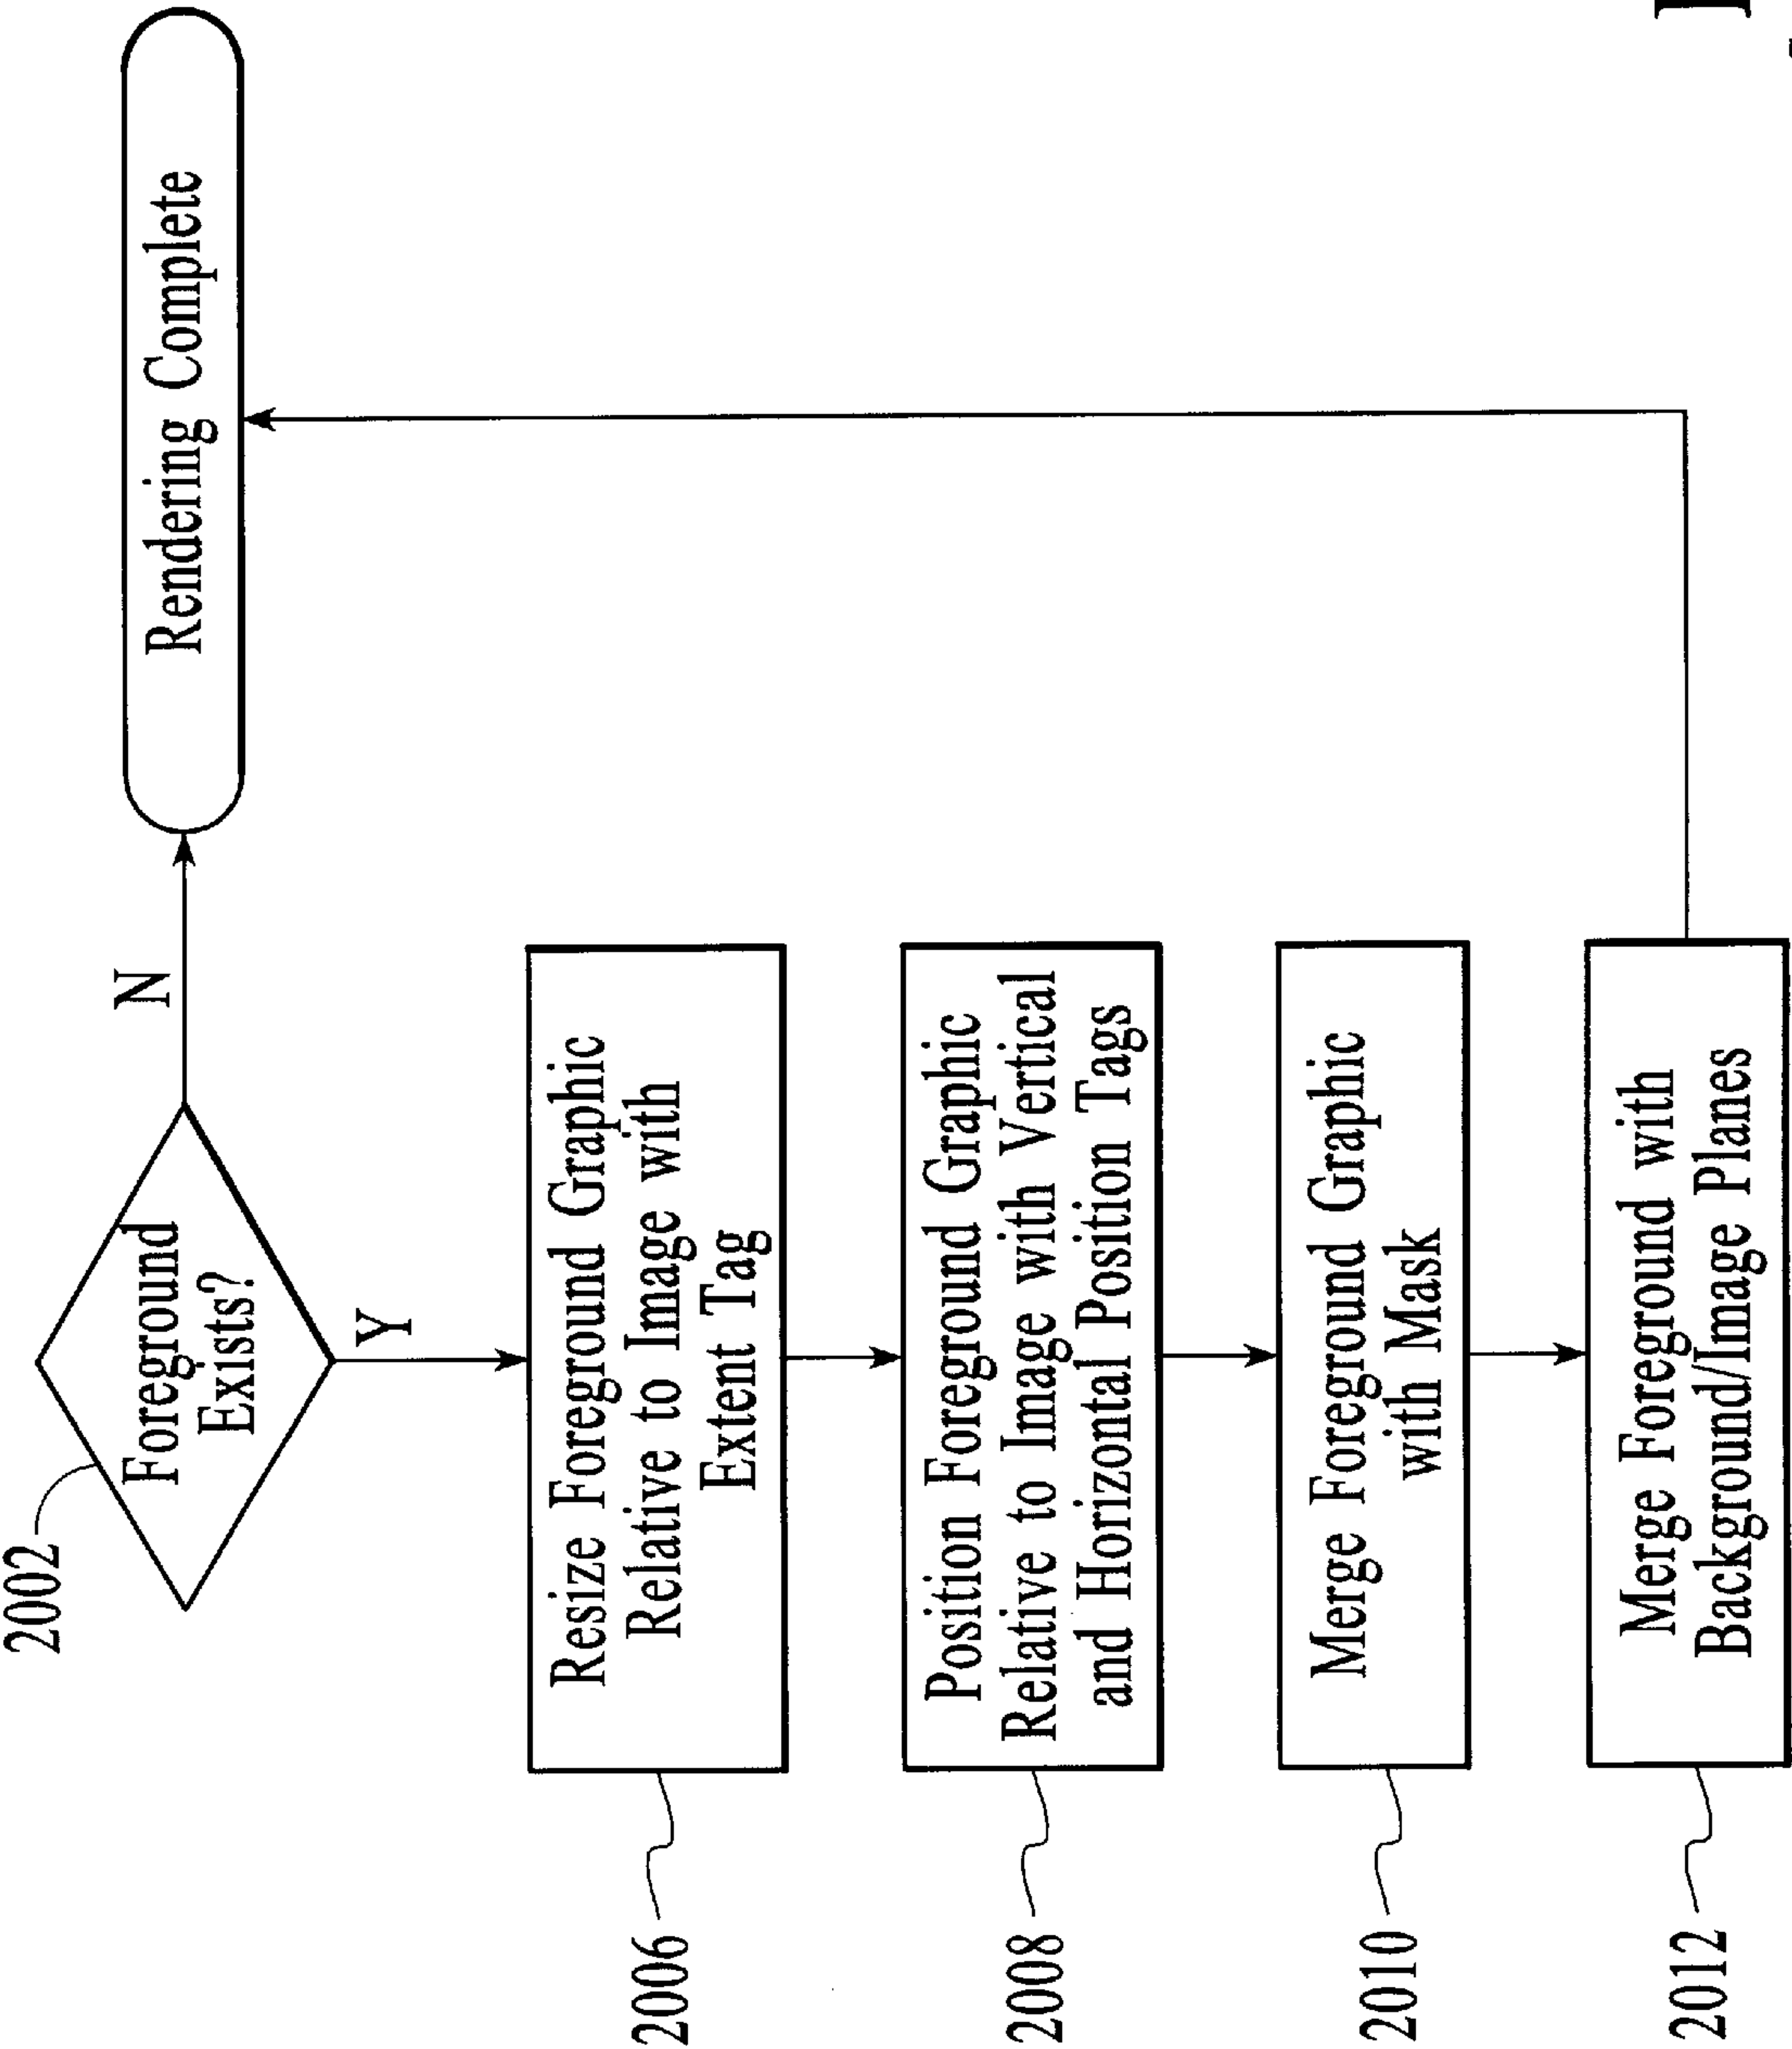 2002
Foreground
Exists?
N
Rendering Complete
Y
2006
Resize Foreground Graphic
Relative to Image with
Extent Tag
2008
Position Foreground Graphic
Relative to Image with Vertical
and Horizontal Position Tags
2010
Merge Foreground Graphic
with Mask
2012
Merge Foreground with
Background/Image Planes